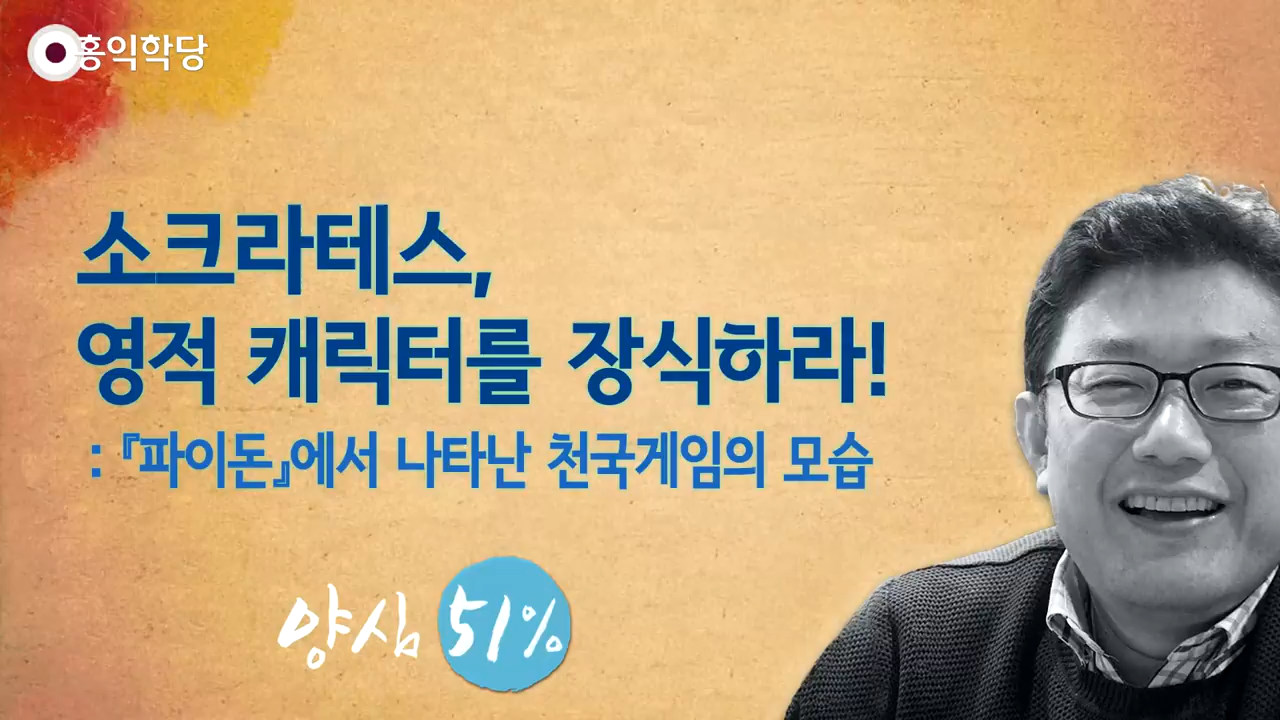 홍익학당
소크라테스,
영적 캐릭터를 장식하라!
: 『파이돈』에서 나타난 천국게임의 모습
양심 51%